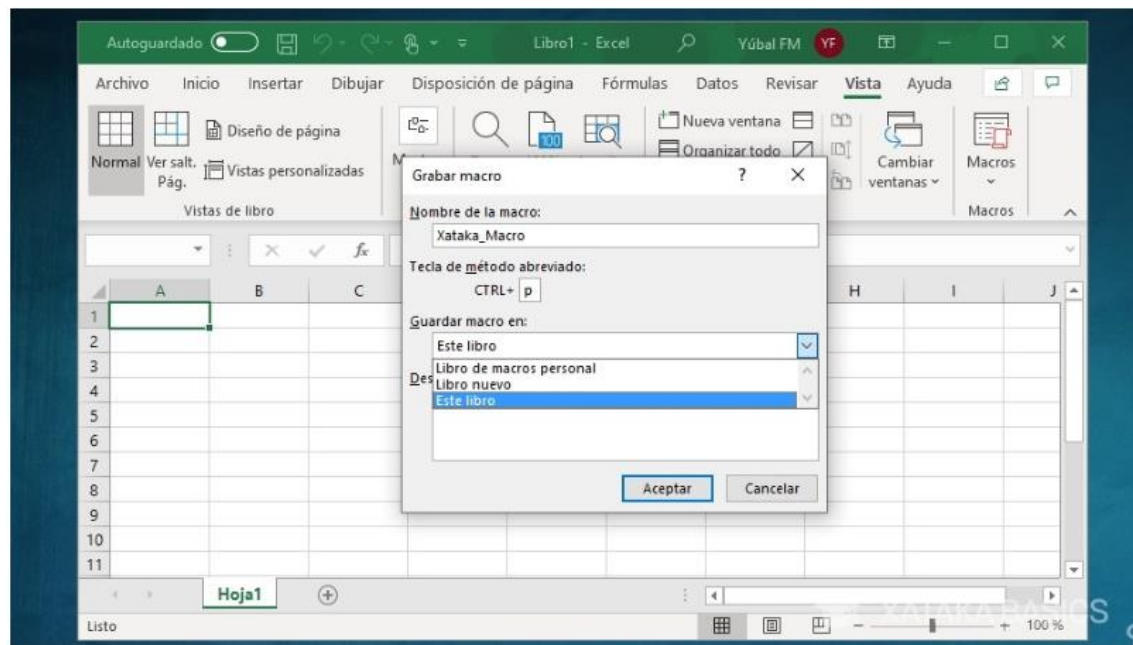 Autoguardado Libro1 - Excel Yúbal FM YF
Archivo Inicio Insertar Dibujar Disposición de página Fórmulas Datos Revisar Vista Ayuda
Normal Ver salt. Pág. Diseño de página Vistas personalizadas 100 Nueva ventana Organizar todo Cambiar ventanas Macros
Vistas de libro Macros
Grabar macro ?
Nombre de la macro:
Xataka_Macro
Tecla de método abreviado:
CTRL+ p
Guardar macro en:
Este libro
Libro de macros personal
Libro nuevo
Este libro
Des
Aceptar Cancelar
fx
A B C H I J
1
2
3
4
5
6
7
8
9
10
11
Hoja1
Listo 100 %
XATAKA BASICS